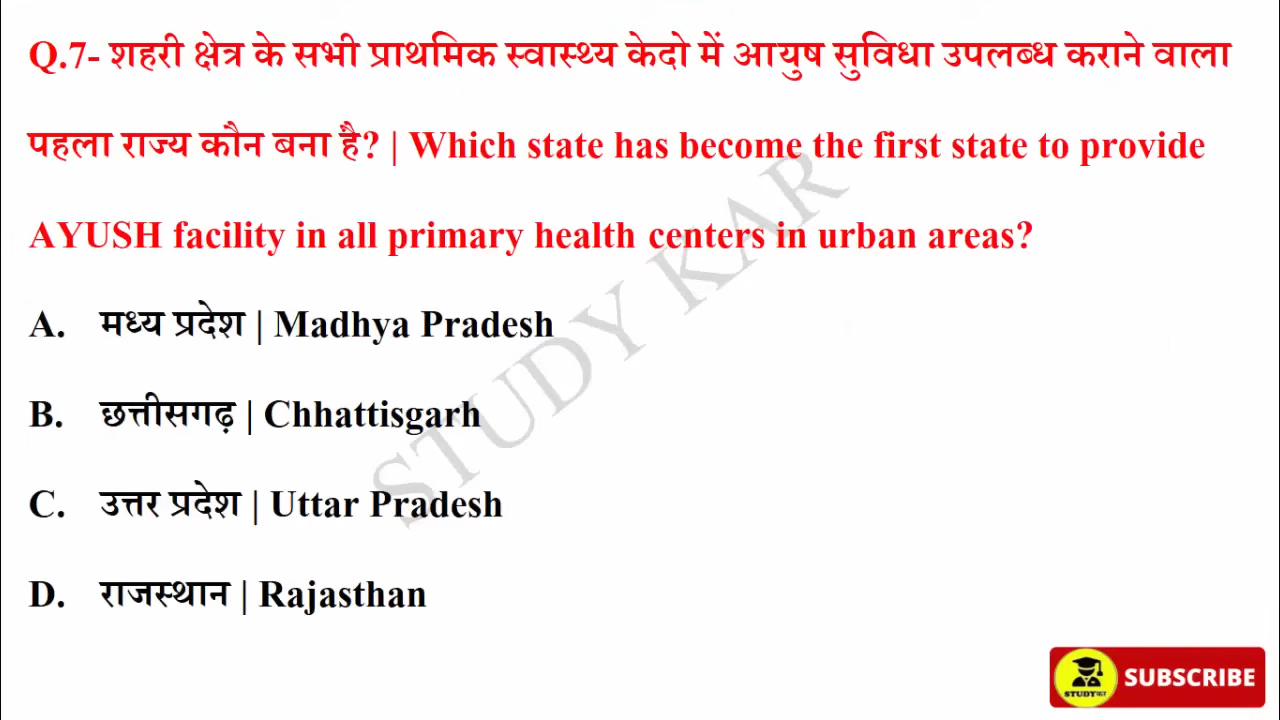 Q.7- शहरी क्षेत्र के सभी प्राथमिक स्वास्थ्य केदो में आयुष सुविधा उपलब्ध कराने वाला
पहला राज्य कौन बना है? | Which state has become the first state to provide
AYUSH facility in all primary health centers in urban areas?
A. मध्य प्रदेश | Madhya Pradesh
B. छत्तीसगढ़ | Chhattisgarh
C. उत्तर प्रदेश | Uttar Pradesh
D. राजस्थान | Rajasthan
STUDY KAR
STUDY
SUBSCRIBE